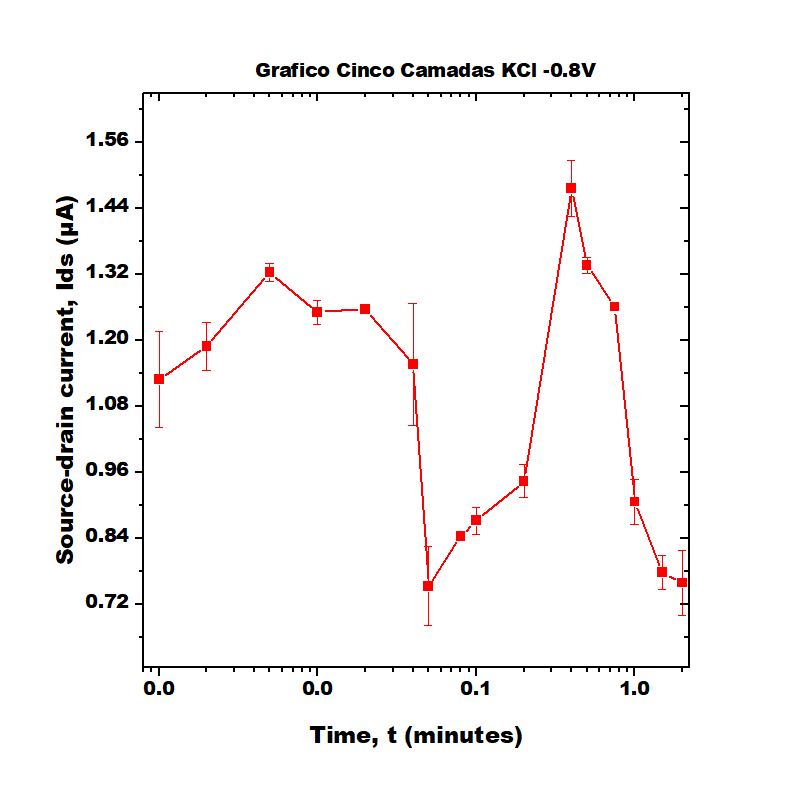 Grafico Cinco Camadas KCl -0.8V
Source-drain current, Ids (µA)
1.56
1.44
1.32
1.20
1.08
0.96
0.84
0.72
0.0 0.0 0.1 1.0
Time, t (minutes)